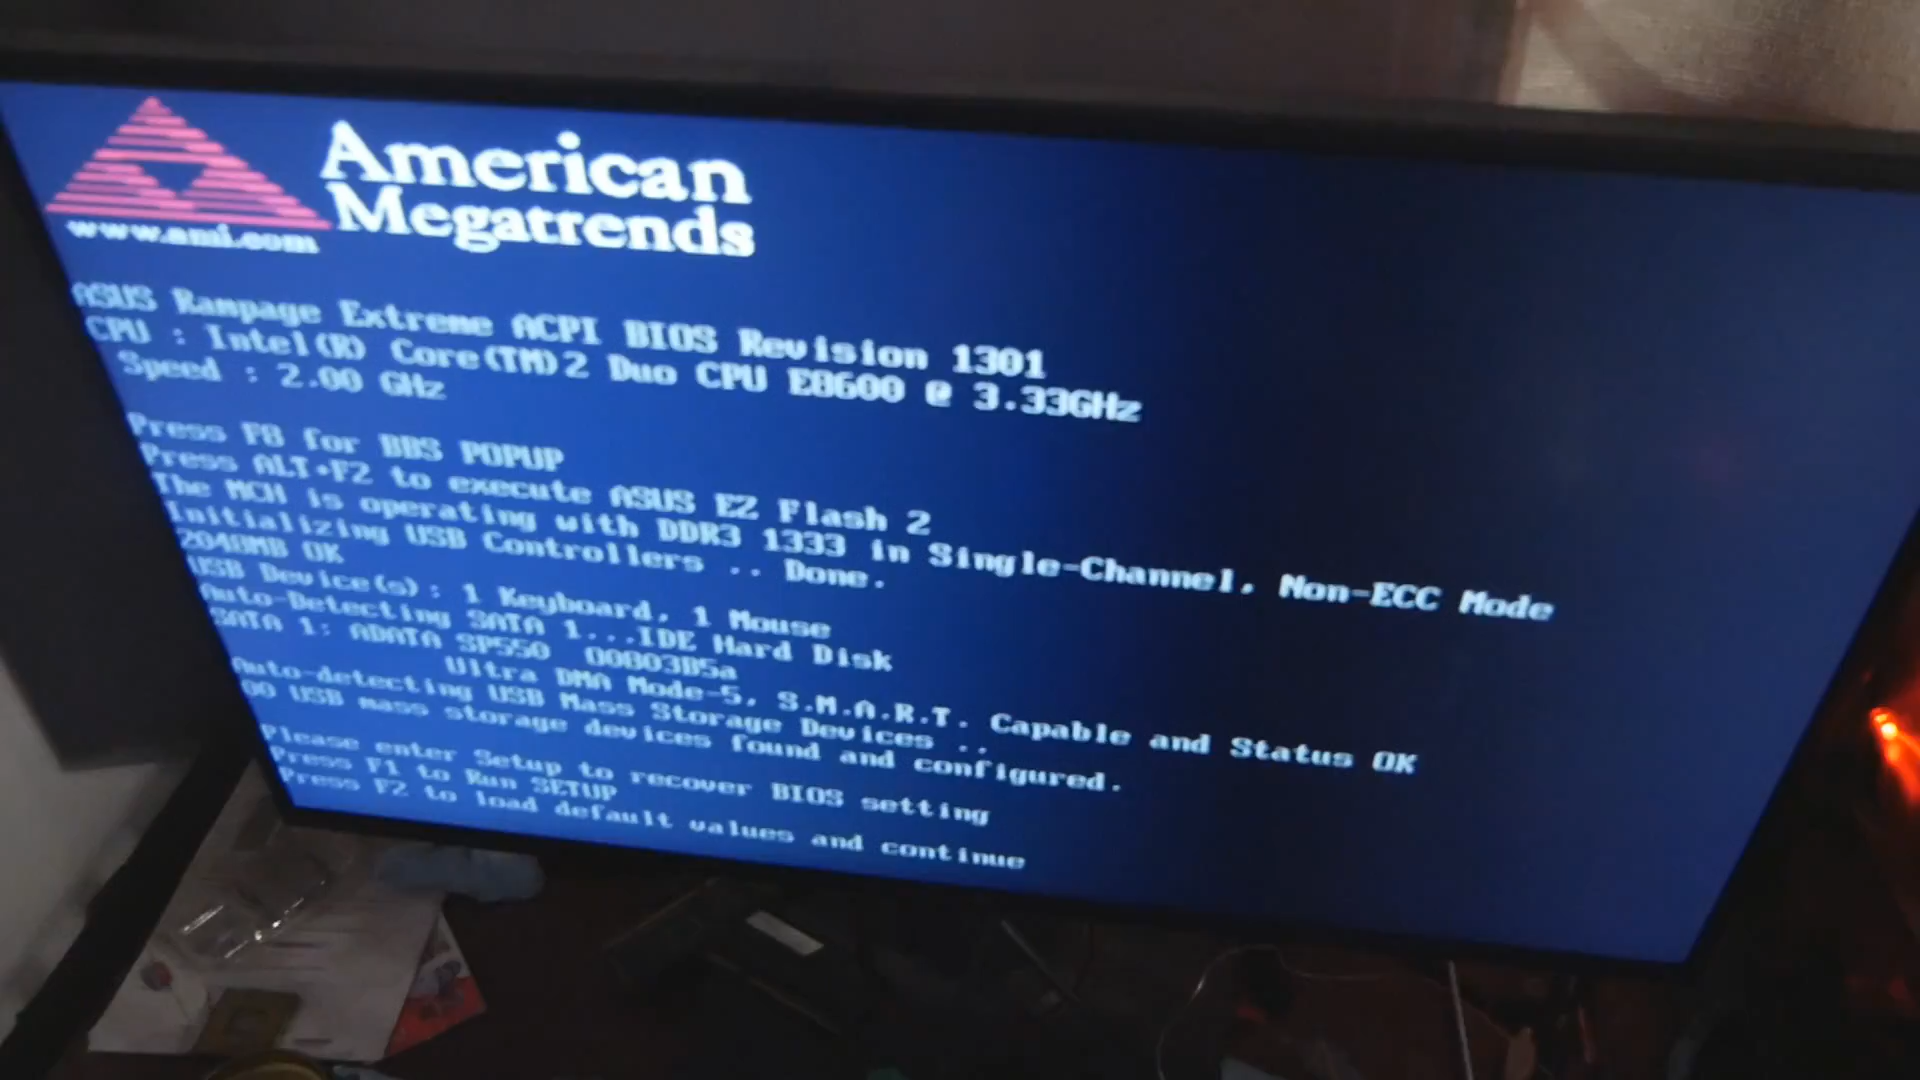 American
Megatrends
www.ami.com
ASUS Rampage Extreme ACPI BIOS Revision 1301
CPU : Intel(R) Core(TM)2 Duo CPU E8600 @ 3.33GHz
Speed : 2.00 GHz
Press F8 for BBS POPUP
Press ALT+F2 to execute ASUS EZ Flash 2
The MCH is operating with DDR3 1333 in Single-Channel, Non-ECC Mode
Initializing USB Controllers .. Done.
2048MB OK
USB Device(s): 1 Keyboard, 1 Mouse
Auto-Detecting SATA 1...IDE Hard Disk
SATA 1: ADATA SP550 O0803B5a
Ultra DMA Mode-5, S.M.A.R.T. Capable and Status OK
Auto-detecting USB Mass Storage Devices ..
00 USB mass storage devices found and configured.
Please enter Setup to recover BIOS setting
Press F1 to Run SETUP
Press F2 to load default values and continue